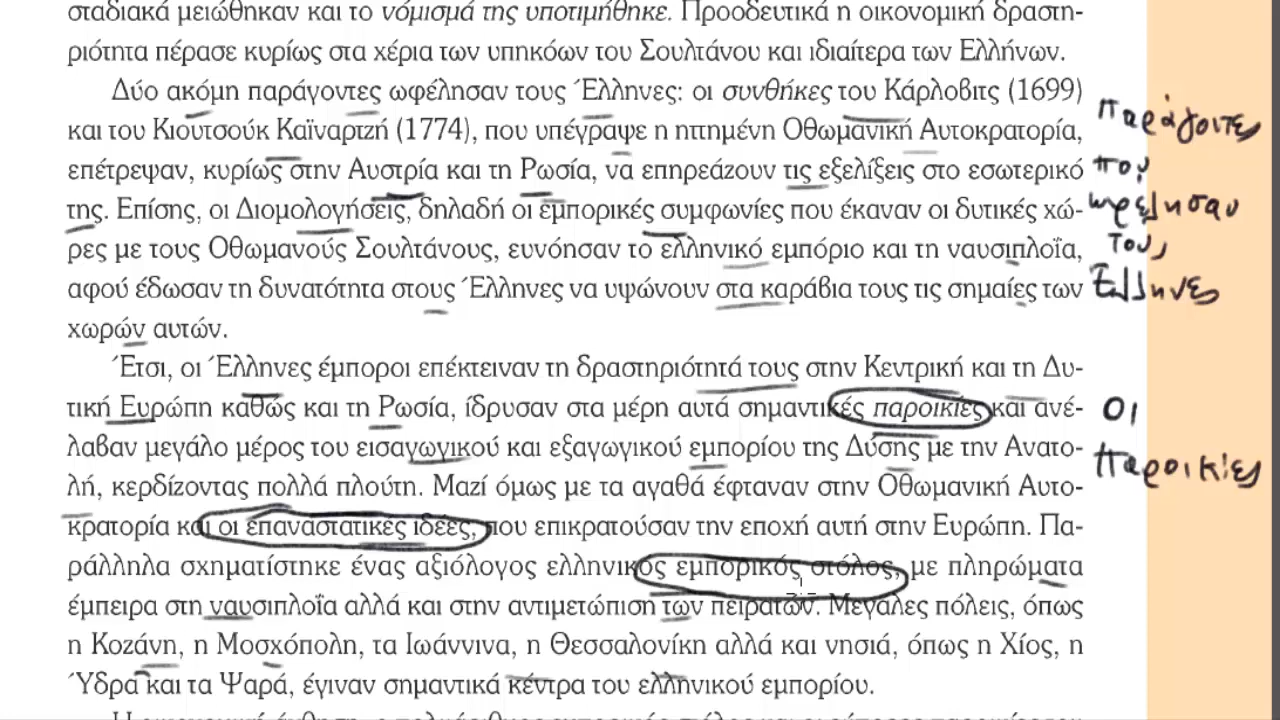 σταδιακά μειώθηκαν και το νόμισμά της υποτιμήθηκε. Προοδευτικά η οικονομική δραστη-
ριότητα πέρασε κυρίως στα χέρια των υπηκόων του Σουλτάνου και ιδιαίτερα των Ελλήνων.
Δύο ακόμη παράγοντες ωφέλησαν τους Έλληνες: οι συνθήκες του Κάρλοβιτς (1699)
και του Κιουτσούκ Καϊναρτζή (1774), που υπέγραψε η ηττημένη Οθωμανική Αυτοκρατορία,
επέτρεψαν, κυρίως στην Αυστρία και τη Ρωσία, να επηρεάζουν τις εξελίξεις στο εσωτερικό
της. Επίσης, οι Διομολογήσεις, δηλαδή οι εμπορικές συμφωνίες που έκαναν οι δυτικές χώ-
ρες με τους Οθωμανούς Σουλτάνους, ευνόησαν το ελληνικό εμπόριο και τη ναυσιπλοΐα,
αφού έδωσαν τη δυνατότητα στους Έλληνες να υψώνουν στα καράβια τους τις σημαίες των
χωρών αυτών.
παράγοντες
που
ωφέλησαν
τους
Έλληνες
Έτσι, οι Έλληνες έμποροι επέκτειναν τη δραστηριότητά τους στην Κεντρική και τη Δυ-
τική Ευρώπη καθώς και τη Ρωσία, ίδρυσαν στα μέρη αυτά σημαντικές παροικίες και ανέ-
λαβαν μεγάλο μέρος του εισαγωγικού και εξαγωγικού εμπορίου της Δύσης με την Ανατο-
λή, κερδίζοντας πολλά πλούτη. Μαζί όμως με τα αγαθά έφταναν στην Οθωμανική Αυτο-
κρατορία και οι επαναστατικές ιδέες, που επικρατούσαν την εποχή αυτή στην Ευρώπη. Πα-
ράλληλα σχηματίστηκε ένας αξιόλογος ελληνικός εμπορικός στόλος, με πληρώματα
έμπειρα στη ναυσιπλοΐα αλλά και στην αντιμετώπιση των πειρατών. Μεγάλες πόλεις, όπως
η Κοζάνη, η Μοσχόπολη, τα Ιωάννινα, η Θεσσαλονίκη αλλά και νησιά, όπως η Χίος, η
Ύδρα και τα Ψαρά, έγιναν σημαντικά κέντρα του ελληνικού εμπορίου.
Οι
παροικίες